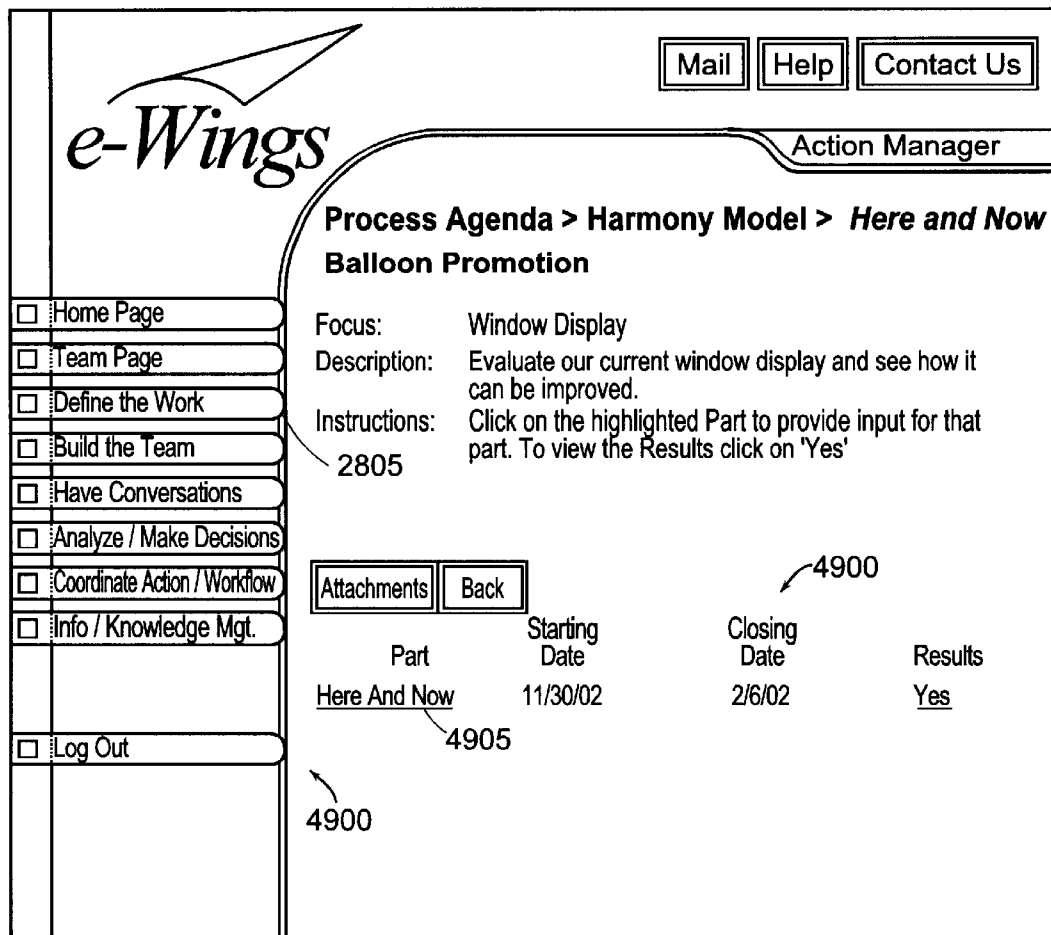 e-Wings
Mail Help Contact Us
Action Manager
Process Agenda > Harmony Model > Here and Now
Balloon Promotion
Home Page
Team Page
Define the Work
Build the Team
Have Conversations
Analyze / Make Decisions
Coordinate Action / Workflow
Info / Knowledge Mgt.
Log Out
2805
Focus: Window Display
Description: Evaluate our current window display and see how it
can be improved.
Instructions: Click on the highlighted Part to provide input for that
part. To view the Results click on 'Yes'
Attachments Back
4900
Part Starting Date Closing Date Results
Here And Now 11/30/02 2/6/02 Yes
4905
4900